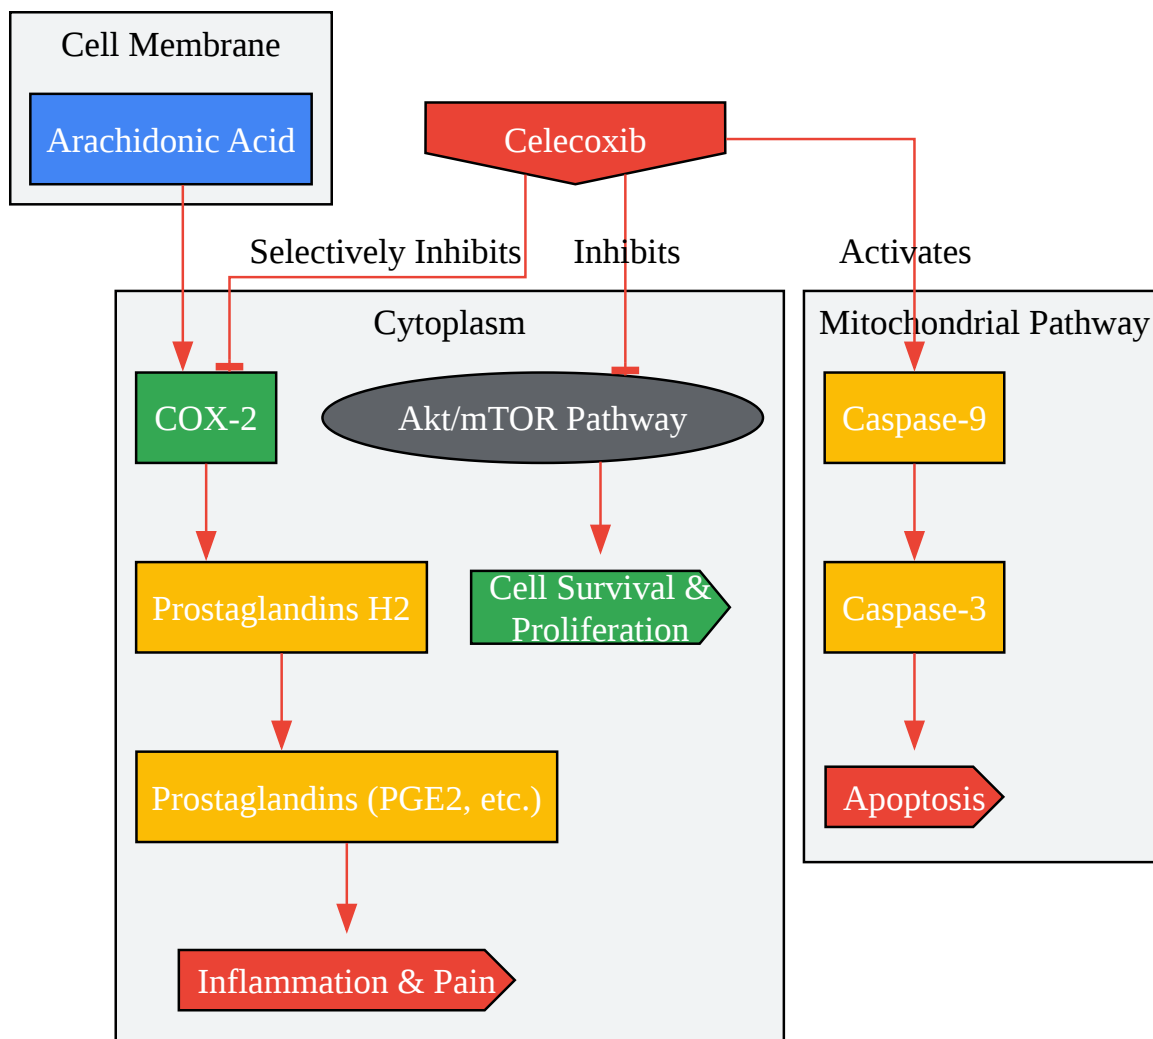 Cell Membrane
Arachidonic Acid
Celecoxib
Selectively Inhibits
Inhibits
Activates
Cytoplasm
Mitochondrial Pathway
COX-2
Akt/mTOR Pathway
Caspase-9
Prostaglandins H2
Cell Survival &
Proliferation
Caspase-3
Prostaglandins (PGE2, etc.)
Apoptosis
Inflammation & Pain